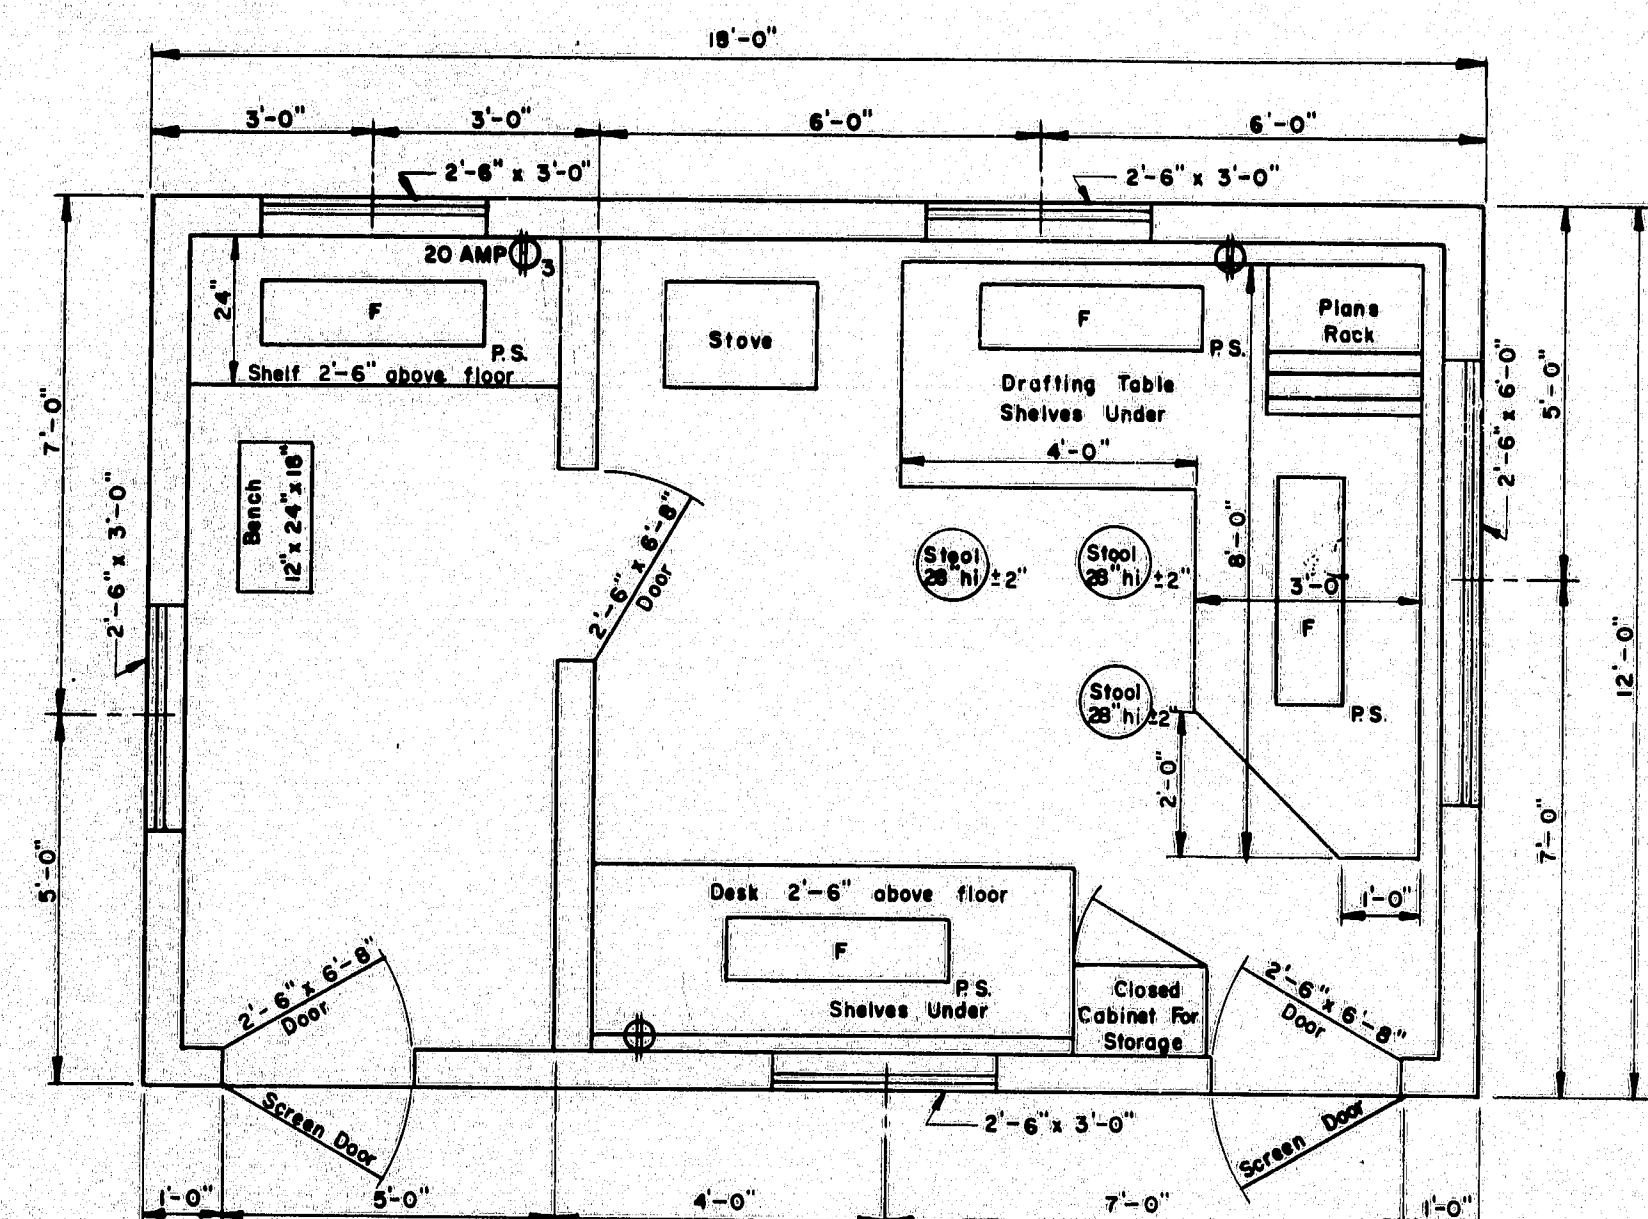 18'-0"
3'-0" 3'-0" 6'-0" 6'-0"
2'-6" x 3'-0" 2'-6" x 3'-0"
20 AMP 3
24"
F
P.S.
Shelf 2'-6" above floor
Stove
F
P.S.
Drafting Table
Shelves Under
4'-0"
Plans
Rack
2'-6" x 6'-0"
5'-0"
7'-0"
2'-6" x 3'-0"
Bench
12" x 24" x 18"
2'-6" x 6'-8"
Door
Stool
28" hi ±2"
Stool
28" hi ±2"
8'-0"
3'-0"
F
P.S.
12'-0"
Stool
28" hi ±2"
2'-0"
7'-0"
5'-0"
1'-0"
Desk 2'-6" above floor
F
P.S.
Shelves Under
Closed
Cabinet For
Storage
2'-6" x 6'-8"
Door
2'-6" x 6'-8"
Door
Screen Door
2'-6" x 3'-0"
Screen Door
1'-0" 5'-0" 4'-0" 7'-0" 1'-0"